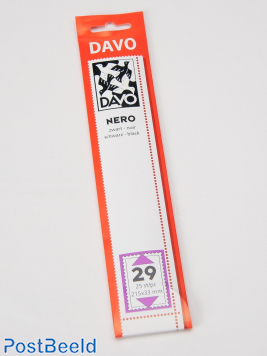 DAVO
DAVO
NERO
zwart - noir
schwarz - black
29
25 strips
215x33 mm
PostBeeld